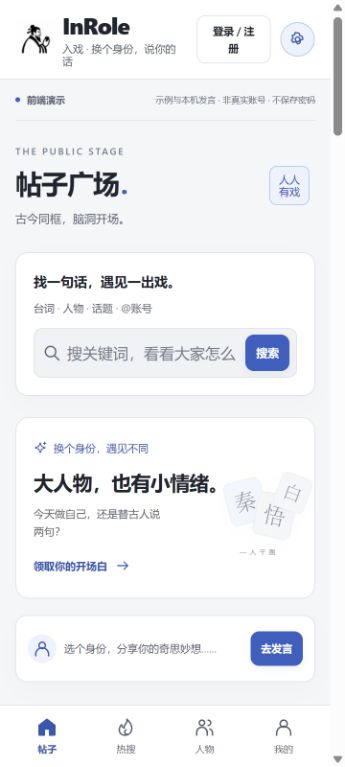 InRole
入戏 · 换个身份，说你的
话
登录 / 注
册
前端演示
示例与本机发言 · 非真实账号 · 不保存密码
THE PUBLIC STAGE
帖子广场.
人人
有戏
古今同框，脑洞开场。
找一句话，遇见一出戏。
台词 · 人物 · 话题 · @账号
搜关键词，看看大家怎么
搜索
换个身份，遇见不同
大人物，也有小情绪。
今天做自己，还是替古人说
两句？
秦
悟
白
一人千面
领取你的开场白 →
选个身份，分享你的奇思妙想……
去发言
帖子
热搜
人物
我的